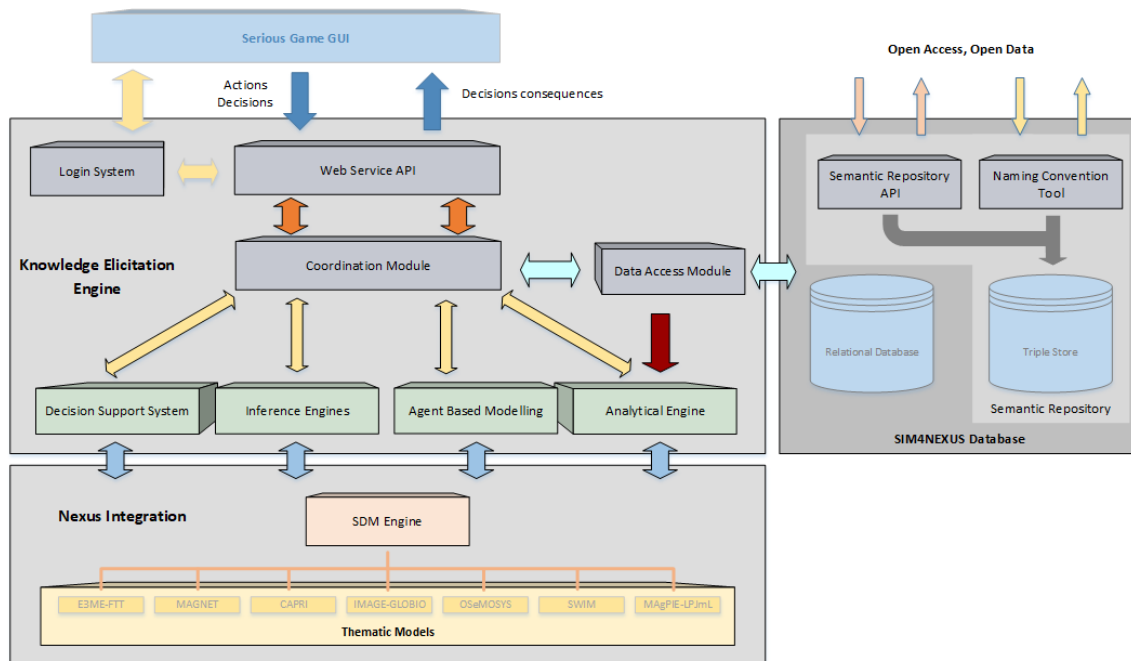 Serious Game GUI
Open Access, Open Data
Actions
Decisions
Decisions consequences
Login System
Web Service API
Semantic Repository
API
Naming Convention
Tool
Knowledge Elicitation
Engine
Coordination Module
Data Access Module
Relational Database
Triple Store
Decision Support System
Inference Engines
Agent Based Modelling
Analytical Engine
Semantic Repository
SIM4NEXUS Database
Nexus Integration
SDM Engine
E3ME-FTT
MAGNET
CAPRI
IMAGE-GLOBIO
OSeMOSYS
SWIM
MAgPIE-LPJmL
Thematic Models